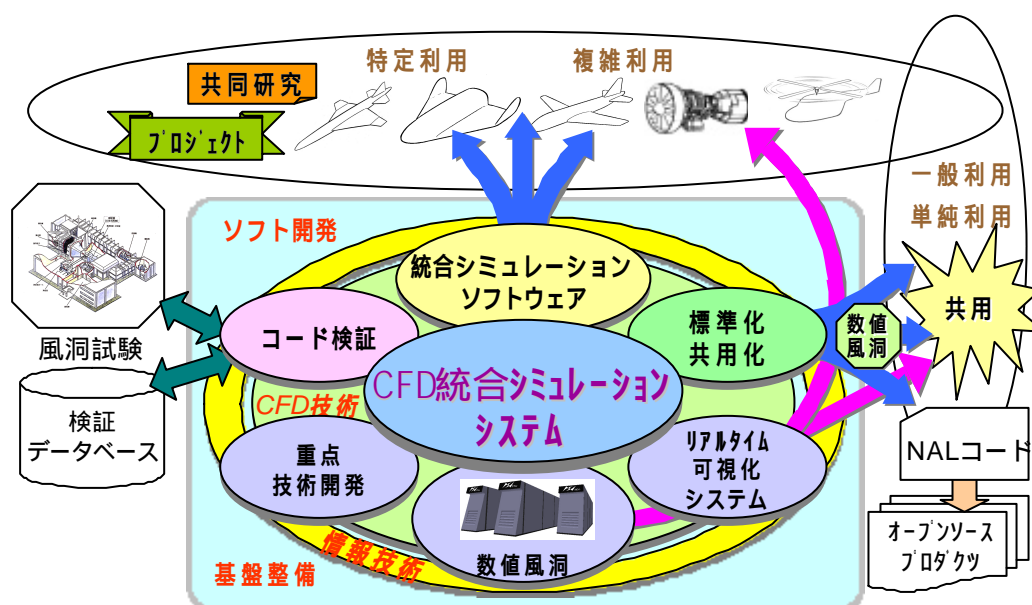 特定利用
複雑利用
共同研究
プロジェクト
一般利用
単純利用
ソフト開発
統合シミュレーション
ソフトウェア
コード検証
標準化
共用化
数値
風洞
共用
風洞試験
CFD統合シミュレーション
システム
CFD技術
検証
データベース
重点
技術開発
リアルタイム
可視化
システム
NALコード
数値風洞
情報技術
基盤整備
オープンソース
プロダクツ